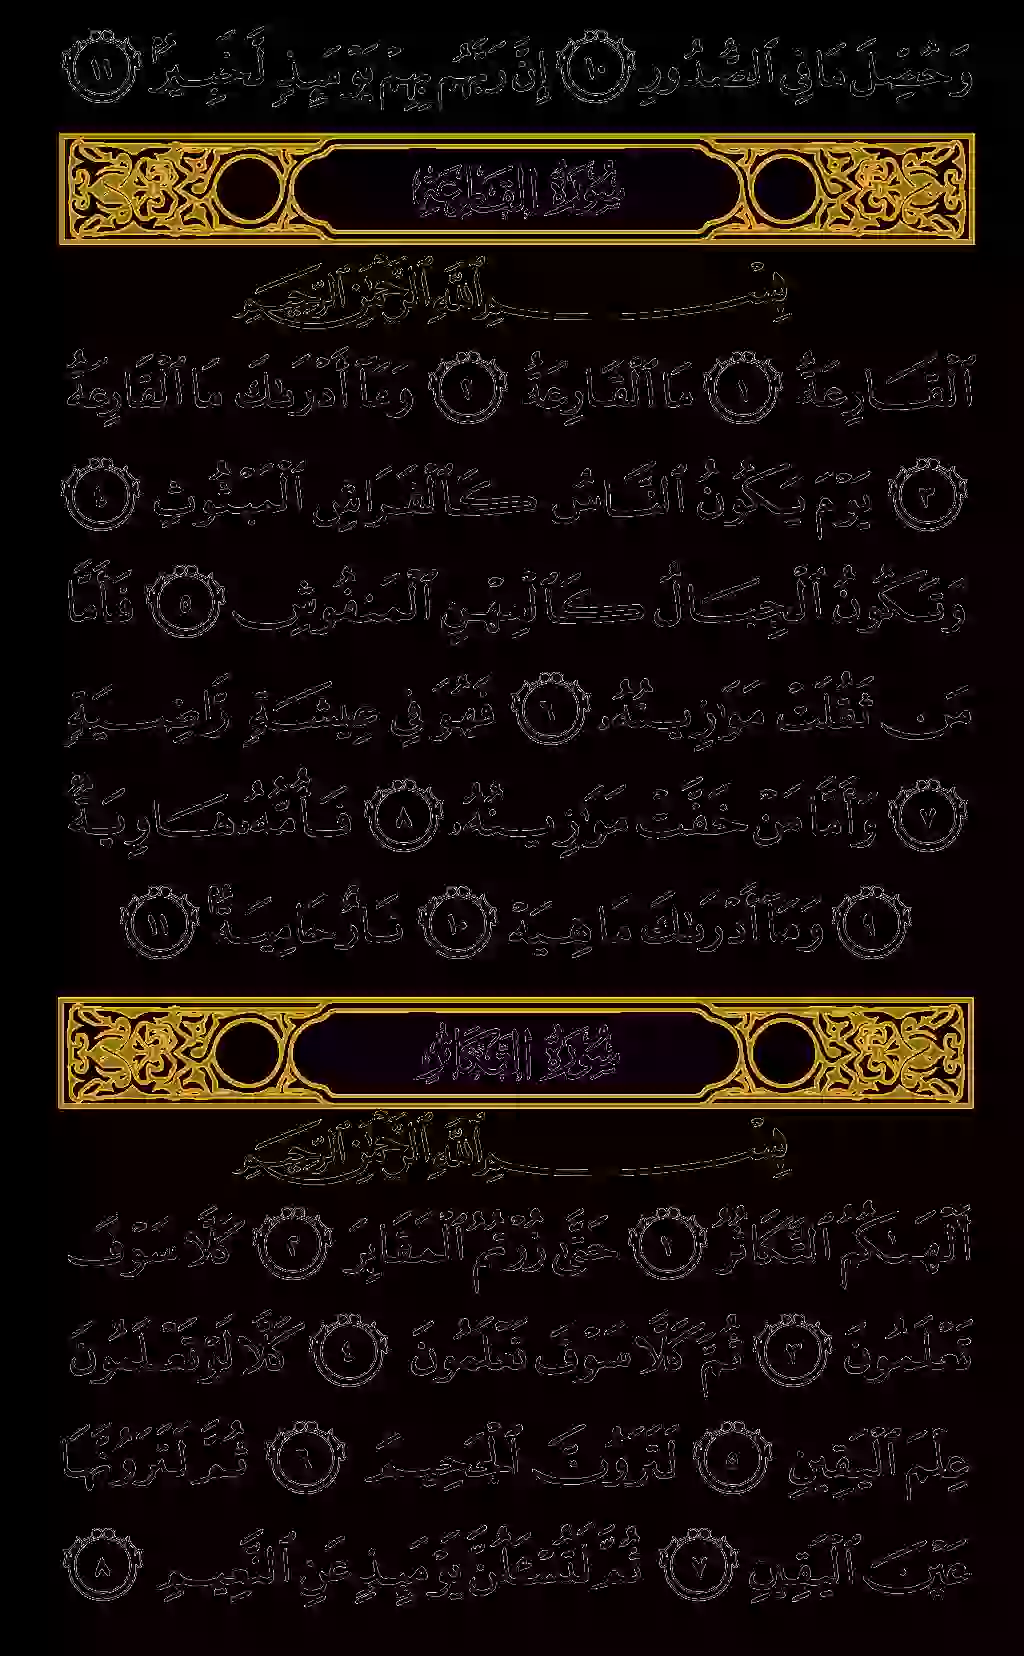 وَحُصِّلَ مَا فِي ٱلصُّدُورِ ١٠ إِنَّ رَبَّهُم بِهِمْ يَوْمَئِذٍ لَّخَبِيرٌۢ ١١
سُورَةُ القَارِعَةِ
بِسْمِ ٱللَّهِ ٱلرَّحْمَٰنِ ٱلرَّحِيمِ
ٱلْقَارِعَةُ ١ مَا ٱلْقَارِعَةُ ٢ وَمَآ أَدْرَىٰكَ مَا ٱلْقَارِعَةُ
٣ يَوْمَ يَكُونُ ٱلنَّاسُ كَٱلْفَرَاشِ ٱلْمَبْثُوثِ ٤
وَتَكُونُ ٱلْجِبَالُ كَٱلْعِهْنِ ٱلْمَنفُوشِ ٥ فَأَمَّا
مَن ثَقُلَتْ مَوَٰزِينُهُۥ ٦ فَهُوَ فِي عِيشَةٍ رَّاضِيَةٍ
٧ وَأَمَّا مَنْ خَفَّتْ مَوَٰزِينُهُۥ ٨ فَأُمُّهُۥ هَاوِيَةٌ
٩ وَمَآ أَدْرَىٰكَ مَا هِيَهْ ١٠ نَارٌ حَامِيَةٌۢ ١١
سُورَةُ التَّكَاثُرِ
بِسْمِ ٱللَّهِ ٱلرَّحْمَٰنِ ٱلرَّحِيمِ
أَلْهَىٰكُمُ ٱلتَّكَاثُرُ ١ حَتَّىٰ زُرْتُمُ ٱلْمَقَابِرَ ٢ كَلَّا سَوْفَ
تَعْلَمُونَ ٣ ثُمَّ كَلَّا سَوْفَ تَعْلَمُونَ ٤ كَلَّا لَوْ تَعْلَمُونَ
عِلْمَ ٱلْيَقِينِ ٥ لَتَرَوُنَّ ٱلْجَحِيمَ ٦ ثُمَّ لَتَرَوُنَّهَا
عَيْنَ ٱلْيَقِينِ ٧ ثُمَّ لَتُسْـَٔلُنَّ يَوْمَئِذٍ عَنِ ٱلنَّعِيمِ ٨